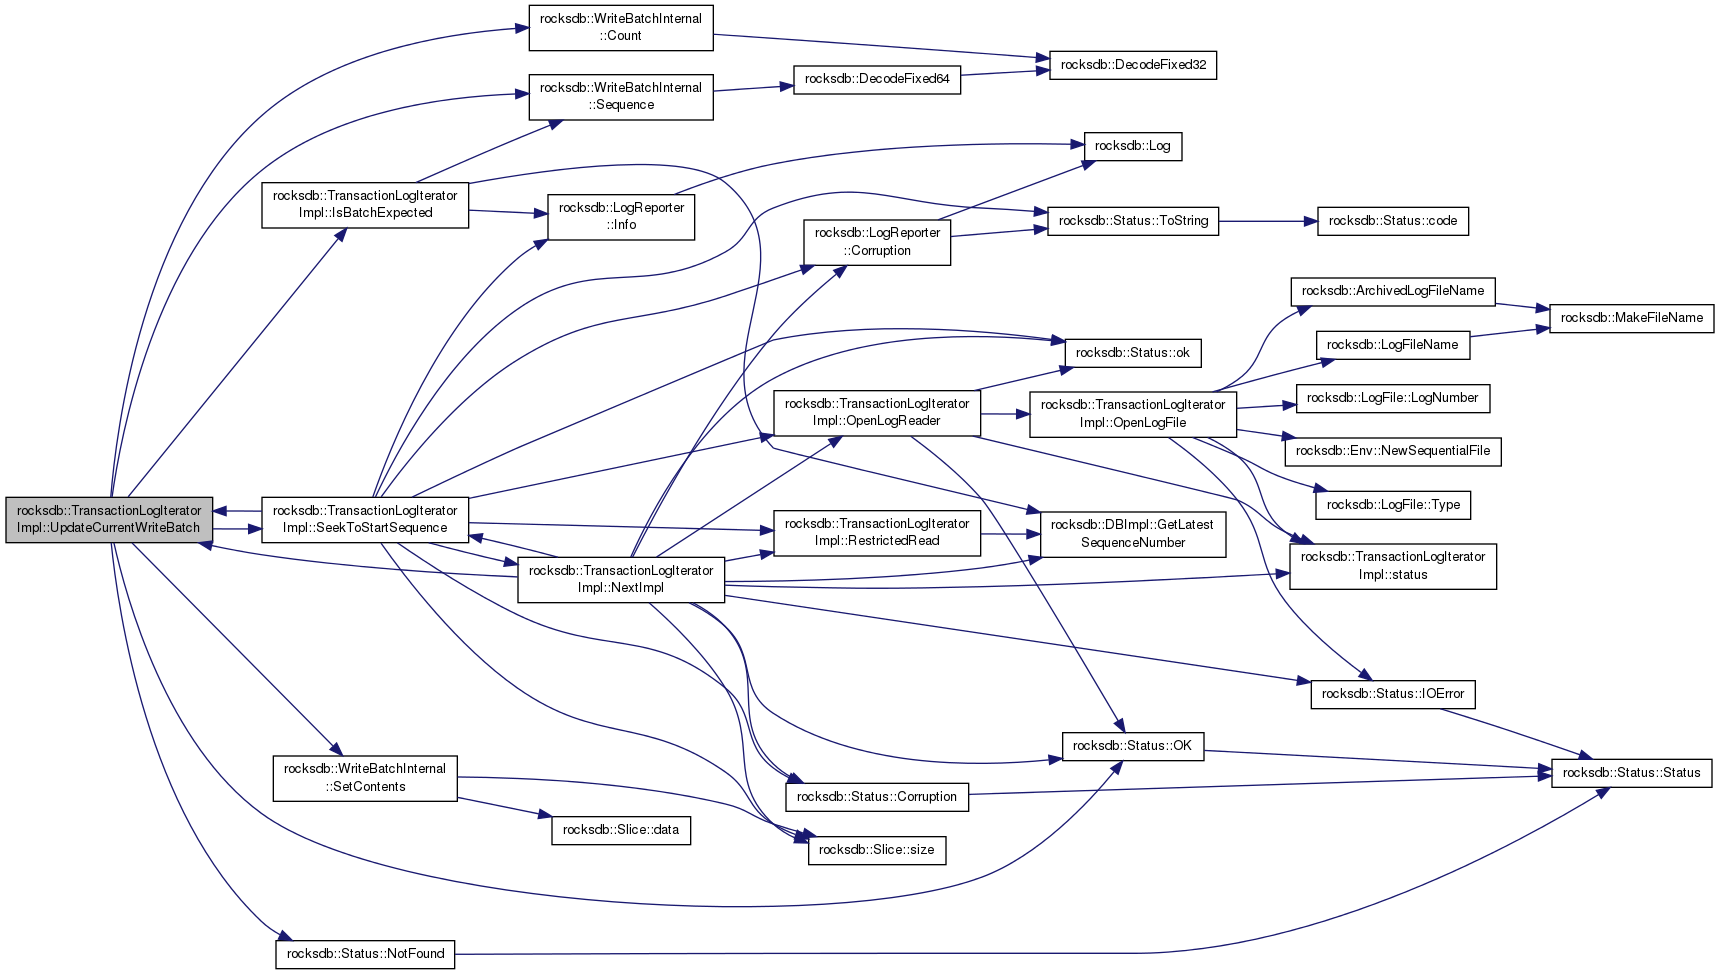 rocksdb::WriteBatchInternal
::Count
rocksdb::DecodeFixed32
rocksdb::WriteBatchInternal
::Sequence
rocksdb::DecodeFixed64
rocksdb::Log
rocksdb::TransactionLogIterator
Impl::IsBatchExpected
rocksdb::LogReporter
::Info
rocksdb::LogReporter
::Corruption
rocksdb::Status::ToString
rocksdb::Status::code
rocksdb::ArchivedLogFileName
rocksdb::MakeFileName
rocksdb::LogFileName
rocksdb::Status::ok
rocksdb::TransactionLogIterator
Impl::OpenLogReader
rocksdb::TransactionLogIterator
Impl::OpenLogFile
rocksdb::LogFile::LogNumber
rocksdb::Env::NewSequentialFile
rocksdb::LogFile::Type
rocksdb::TransactionLogIterator
Impl::UpdateCurrentWriteBatch
rocksdb::TransactionLogIterator
Impl::SeekToStartSequence
rocksdb::TransactionLogIterator
Impl::RestrictedRead
rocksdb::DBImpl::GetLatest
SequenceNumber
rocksdb::TransactionLogIterator
Impl::NextImpl
rocksdb::TransactionLogIterator
Impl::status
rocksdb::Status::IOError
rocksdb::Status::OK
rocksdb::Status::Status
rocksdb::WriteBatchInternal
::SetContents
rocksdb::Status::Corruption
rocksdb::Slice::data
rocksdb::Slice::size
rocksdb::Status::NotFound